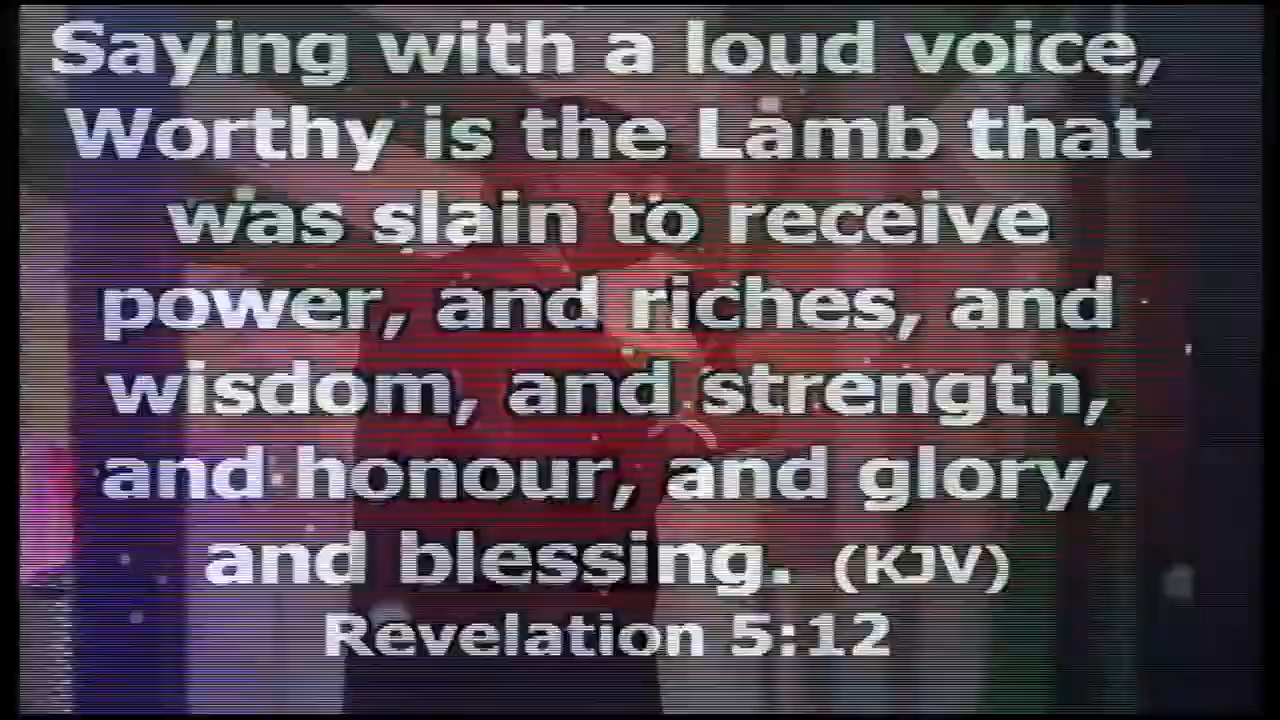 Saying with a loud voice,
Worthy is the Lamb that
was slain to receive
power, and riches, and
wisdom, and strength,
and honour, and glory,
and blessing. (KJV)
Revelation 5:12